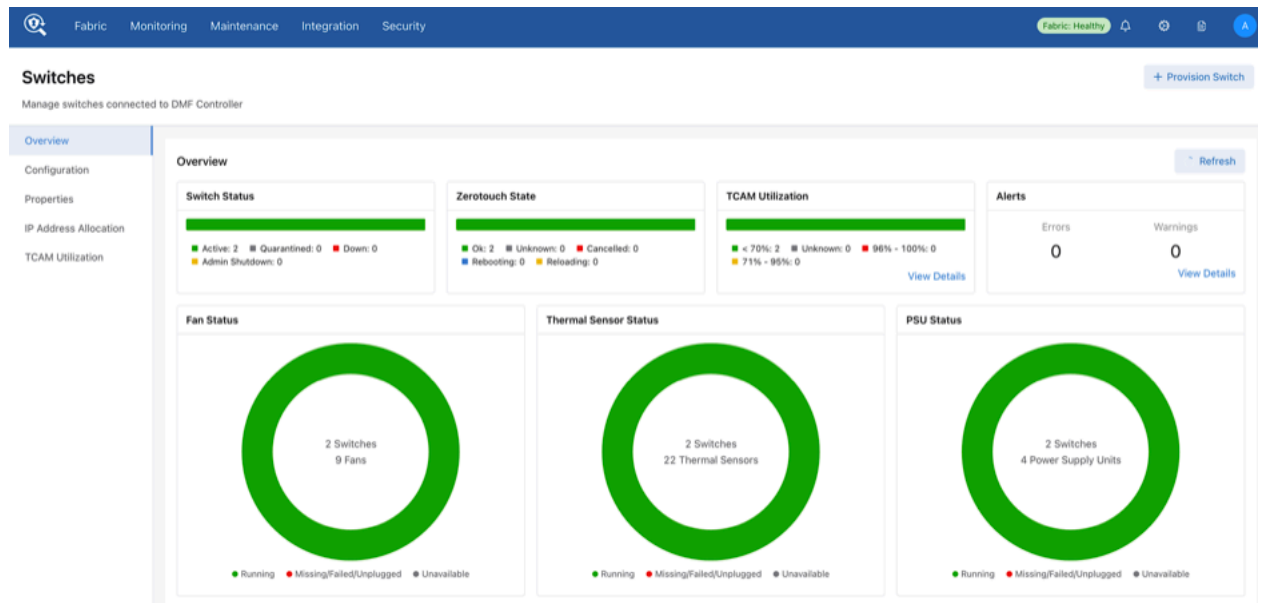 Fabric Monitoring Maintenance Integration Security Fabric: Healthy A
Switches
+ Provision Switch
Manage switches connected to DMF Controller
Overview
Configuration
Properties
IP Address Allocation
TCAM Utilization
Overview
Refresh
Switch Status
Active: 2 Quarantined: 0 Down: 0
Admin Shutdown: 0
Zerotouch State
Ok: 2 Unknown: 0 Cancelled: 0
Rebooting: 0 Reloading: 0
TCAM Utilization
< 70%: 2 Unknown: 0 96% - 100%: 0
71% - 95%: 0
View Details
Alerts
Errors Warnings
0 0
View Details
Fan Status
2 Switches
9 Fans
Running Missing/Failed/Unplugged Unavailable
Thermal Sensor Status
2 Switches
22 Thermal Sensors
Running Missing/Failed/Unplugged Unavailable
PSU Status
2 Switches
4 Power Supply Units
Running Missing/Failed/Unplugged Unavailable